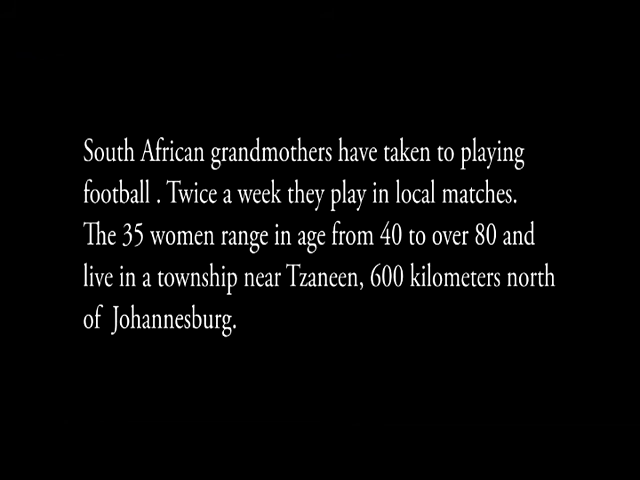 South African grandmothers have taken to playing
football . Twice a week they play in local matches.
The 35 women range in age from 40 to over 80 and
live in a township near Tzaneen, 600 kilometers north
of Johannesburg.